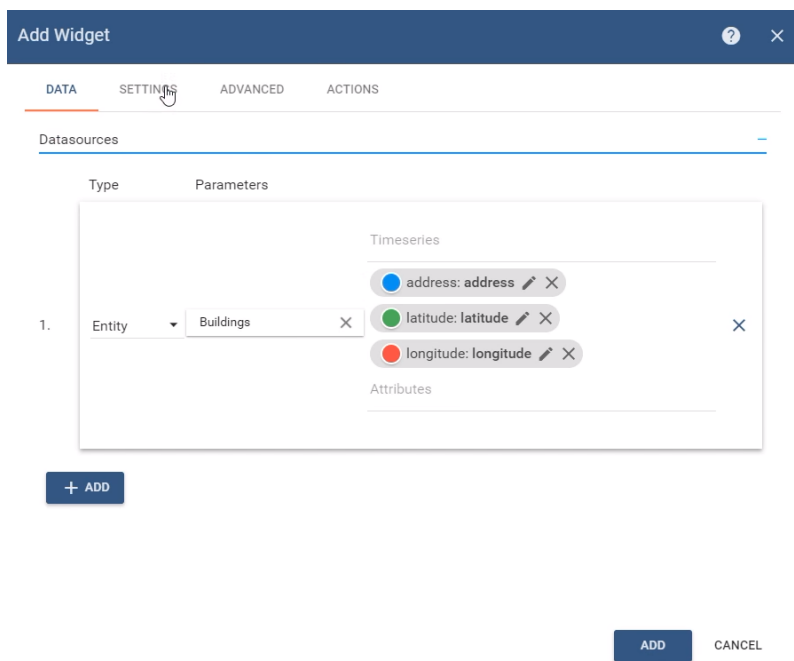 Add Widget
DATA SETTINGS ADVANCED ACTIONS
Datasources
Type Parameters
Timeseries
address: address
latitude: latitude
1. Entity Buildings
longitude: longitude
Attributes
+ ADD
ADD CANCEL